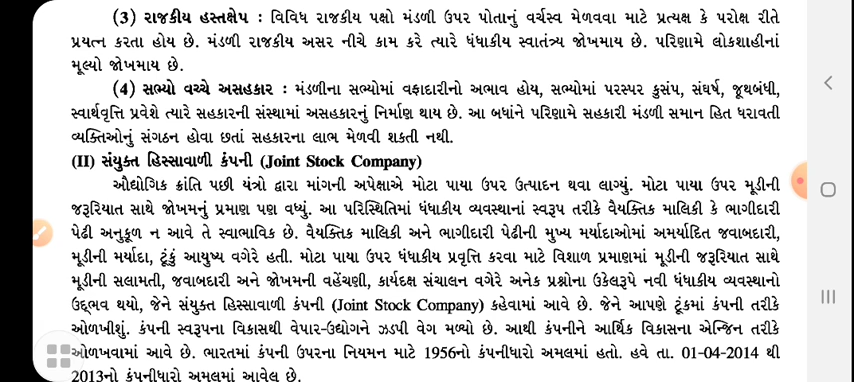 (3) રાજકીય હસ્તક્ષેપ : વિવિધ રાજકીય પક્ષો મંડળી ઉપર પોતાનું વર્ચસ્વ મેળવવા માટે પ્રત્યક્ષ કે પરોક્ષ રીતે
પ્રયત્ન કરતા હોય છે. મંડળી રાજકીય અસર નીચે કામ કરે ત્યારે ધંધાકીય સ્વાતંત્ર્ય જોખમાય છે. પરિણામે લોકશાહીનાં
મૂલ્યો જોખમાય છે.
(4) સભ્યો વચ્ચે અસહકાર : મંડળીના સભ્યોમાં વફાદારીનો અભાવ હોય, સભ્યોમાં પરસ્પર કુસંપ, સંઘર્ષ, જૂથબંધી,
સ્વાર્થવૃત્તિ પ્રવેશે ત્યારે સહકારની સંસ્થામાં અસહકારનું નિર્માણ થાય છે. આ બધાંને પરિણામે સહકારી મંડળી સમાન હિત ધરાવતી
વ્યક્તિઓનું સંગઠન હોવા છતાં સહકારના લાભ મેળવી શકતી નથી.
(II) સંયુક્ત હિસ્સાવાળી કંપની (Joint Stock Company)
ઔદ્યોગિક ક્રાંતિ પછી યંત્રો દ્વારા માંગની અપેક્ષાએ મોટા પાયા ઉપર ઉત્પાદન થવા લાગ્યું. મોટા પાયા ઉપર મૂડીની
જરૂરિયાત સાથે જોખમનું પ્રમાણ પણ વધ્યું. આ પરિસ્થિતિમાં ધંધાકીય વ્યવસ્થાનાં સ્વરૂપ તરીકે વૈયક્તિક માલિકી કે ભાગીદારી
પેઢી અનુકૂળ ન આવે તે સ્વાભાવિક છે. વૈયક્તિક માલિકી અને ભાગીદારી પેઢીની મુખ્ય મર્યાદાઓમાં અમર્યાદિત જવાબદારી,
મૂડીની મર્યાદા, ટૂંકું આયુષ્ય વગેરે હતી. મોટા પાયા ઉપર ધંધાકીય પ્રવૃત્તિ કરવા માટે વિશાળ પ્રમાણમાં મૂડીની જરૂરિયાત સાથે
મૂડીની સલામતી, જવાબદારી અને જોખમની વહેંચણી, કાર્યદક્ષ સંચાલન વગેરે અનેક પ્રશ્નોના ઉકેલરૂપે નવી ધંધાકીય વ્યવસ્થાનો
ઉદ્ભવ થયો, જેને સંયુક્ત હિસ્સાવાળી કંપની (Joint Stock Company) કહેવામાં આવે છે. જેને આપણે ટૂંકમાં કંપની તરીકે
ઓળખીશું. કંપની સ્વરૂપના વિકાસથી વેપાર-ઉદ્યોગને ઝડપી વેગ મળ્યો છે. આથી કંપનીને આર્થિક વિકાસના એન્જિન તરીકે
ઓળખવામાં આવે છે. ભારતમાં કંપની ઉપરના નિયમન માટે 1956નો કંપનીધારો અમલમાં હતો. હવે તા. 01-04-2014 થી
2013નો કંપનીધારો અમલમાં આવેલ છે.